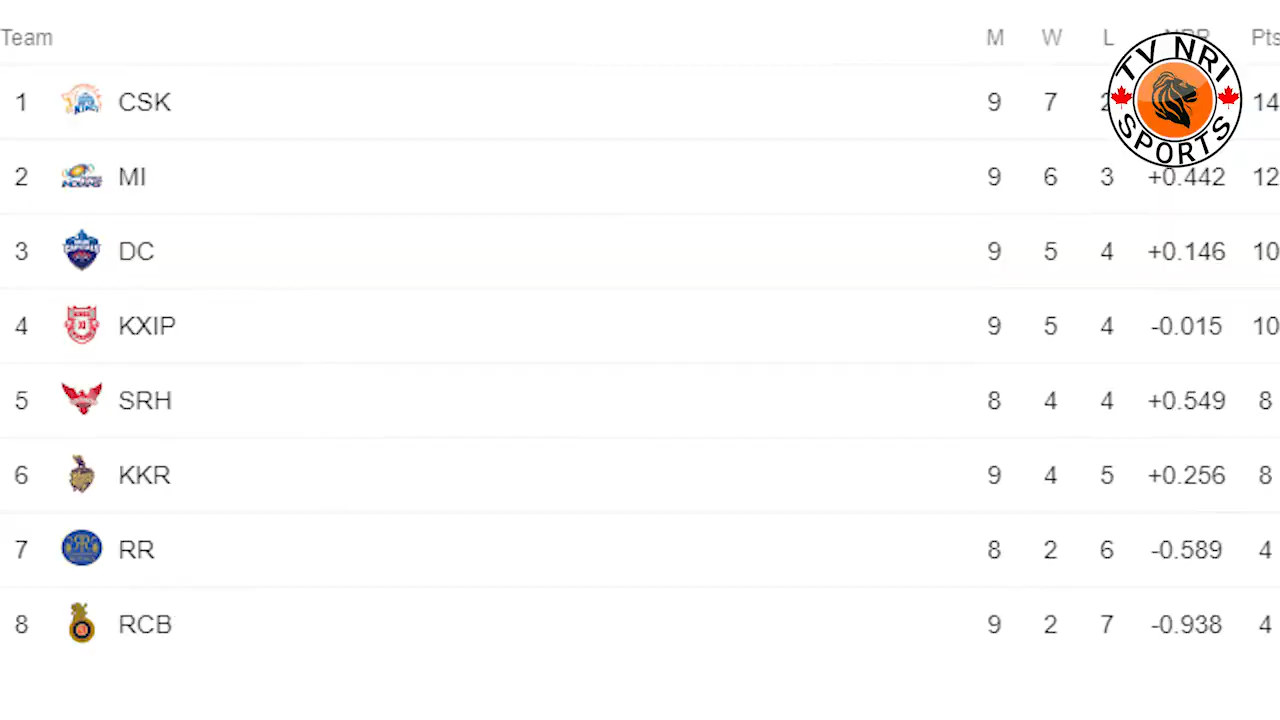 Team M W L NRR Pts
1 CSK 9 7 2 14
2 MI 9 6 3 +0.442 12
3 DC 9 5 4 +0.146 10
4 KXIP 9 5 4 -0.015 10
5 SRH 8 4 4 +0.549 8
6 KKR 9 4 5 +0.256 8
7 RR 8 2 6 -0.589 4
8 RCB 9 2 7 -0.938 4
TV NRI
SPORTS